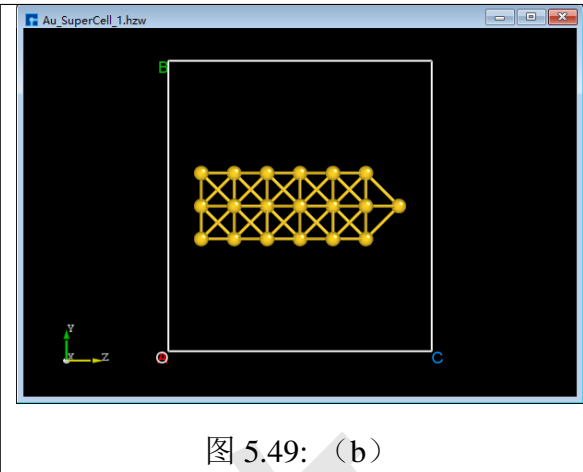 Au_SuperCell_1.hzw
B
Y
X
Z
C
图 5.49: （b）